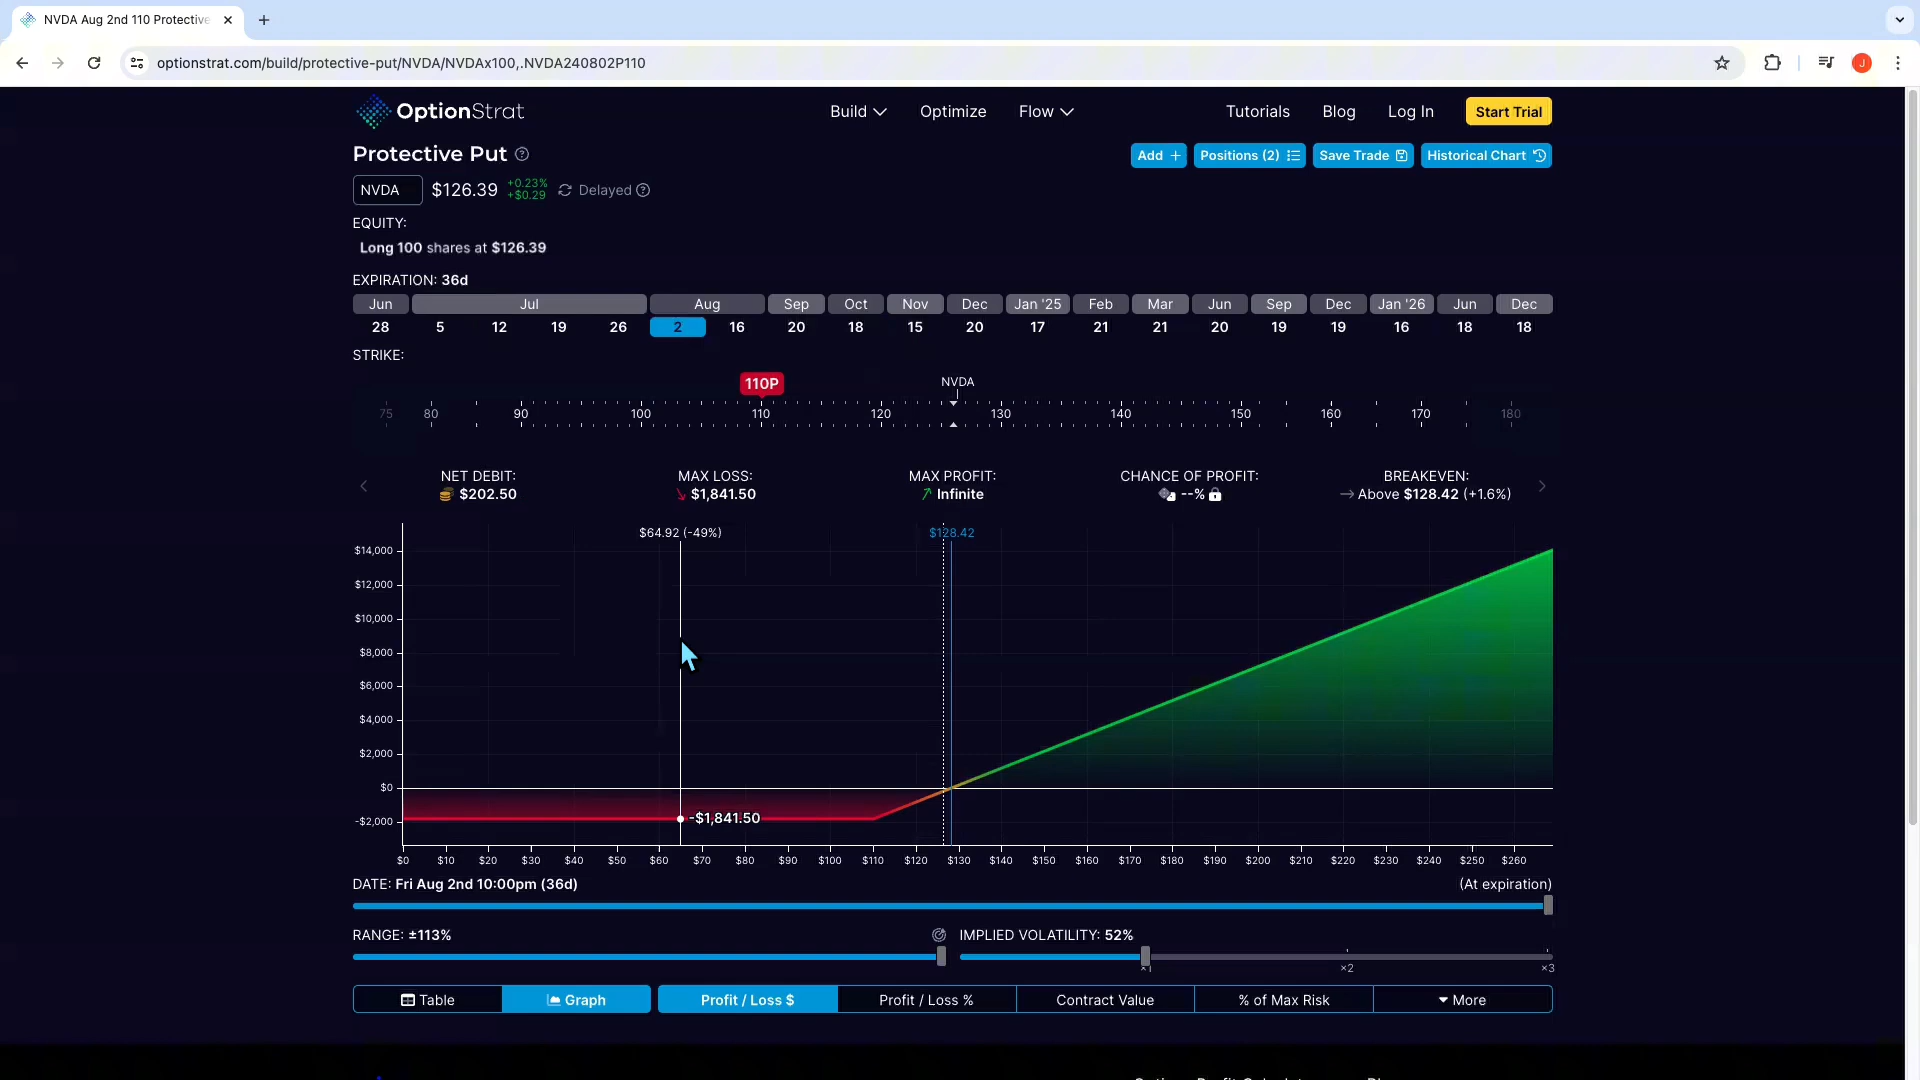 NVDA Aug 2nd 110 Protective
optionstrat.com/build/protective-put/NVDA/NVDAx100,.NVDA240802P110
J
OptionStrat
Build
Optimize
Flow
Tutorials
Blog
Log In
Start Trial
Protective Put
Add +
Positions (2)
Save Trade
Historical Chart
NVDA
$126.39
+0.23%
+$0.29
Delayed
EQUITY:
Long 100 shares at $126.39
EXPIRATION: 36d
Jun Jul Aug Sep Oct Nov Dec Jan '25 Feb Mar Jun Sep Dec Jan '26 Jun Dec
28 5 12 19 26 2 16 20 18 15 20 17 21 21 20 19 19 16 18 18
STRIKE:
110P
NVDA
75 80 90 100 110 120 130 140 150 160 170 180
NET DEBIT: MAX LOSS: MAX PROFIT: CHANCE OF PROFIT: BREAKEVEN:
$202.50 $1,841.50 Infinite --% Above $128.42 (+1.6%)
$64.92 (-49%)
$128.42
$14,000
$12,000
$10,000
$8,000
$6,000
$4,000
$2,000
$0
-$2,000
-$1,841.50
$0 $10 $20 $30 $40 $50 $60 $70 $80 $90 $100 $110 $120 $130 $140 $150 $160 $170 $180 $190 $200 $210 $220 $230 $240 $250 $260
DATE: Fri Aug 2nd 10:00pm (36d)
(At expiration)
RANGE: ±113%
IMPLIED VOLATILITY: 52%
x1 x2 x3
Table
Graph
Profit / Loss $
Profit / Loss %
Contract Value
% of Max Risk
More